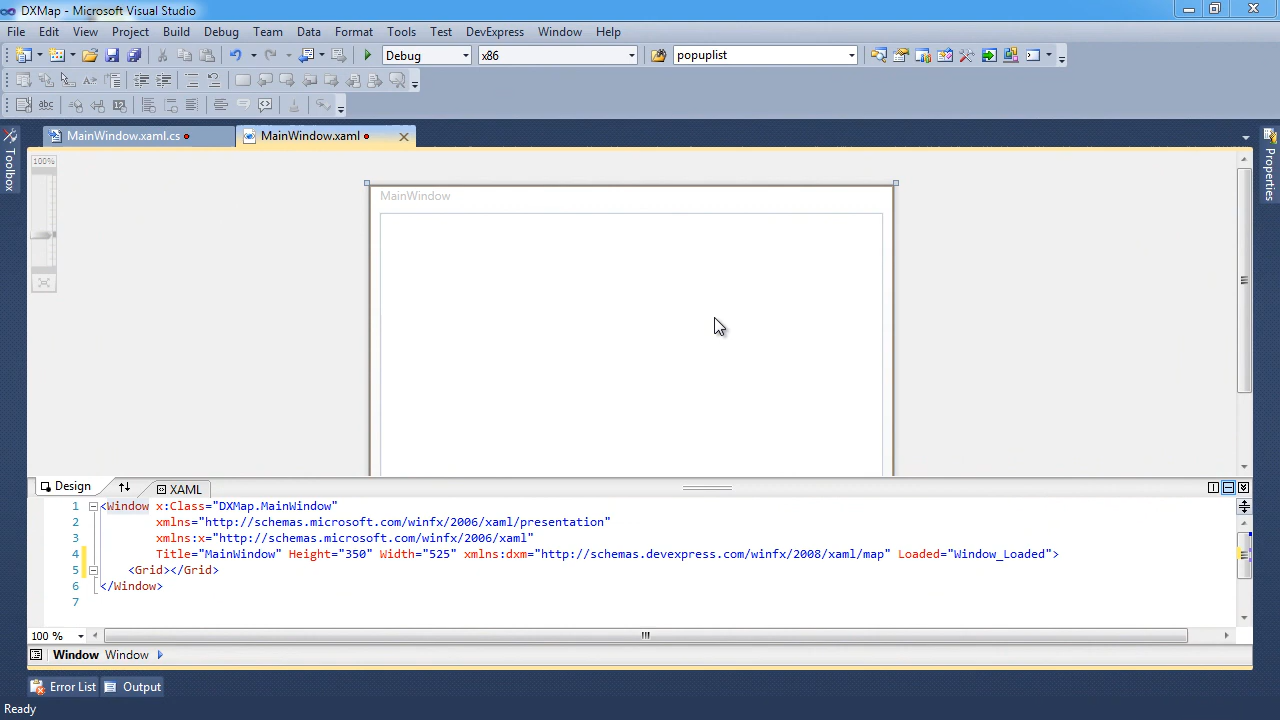 DXMap - Microsoft Visual Studio
File Edit View Project Build Debug Team Data Format Tools Test DevExpress Window Help
Debug x86 popuplist
MainWindow.xaml.cs MainWindow.xaml
Toolbox
Properties
100%
MainWindow
Design XAML
1 <Window x:Class="DXMap.MainWindow"
2 xmlns="http://schemas.microsoft.com/winfx/2006/xaml/presentation"
3 xmlns:x="http://schemas.microsoft.com/winfx/2006/xaml"
4 Title="MainWindow" Height="350" Width="525" xmlns:dxm="http://schemas.devexpress.com/winfx/2008/xaml/map" Loaded="Window_Loaded">
5 <Grid></Grid>
6 </Window>
7
100 %
Window Window
Error List Output
Ready